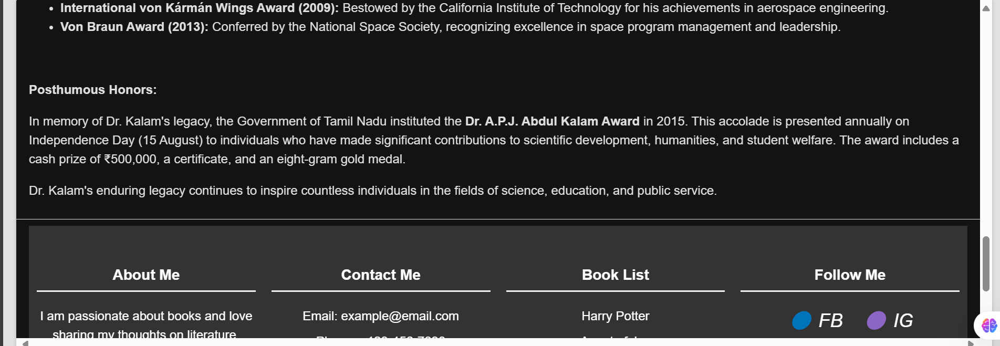 International von Kármán Wings Award (2009): Bestowed by the California Institute of Technology for his achievements in aerospace engineering.
Von Braun Award (2013): Conferred by the National Space Society, recognizing excellence in space program management and leadership.
Posthumous Honors:
In memory of Dr. Kalam's legacy, the Government of Tamil Nadu instituted the Dr. A.P.J. Abdul Kalam Award in 2015. This accolade is presented annually on
Independence Day (15 August) to individuals who have made significant contributions to scientific development, humanities, and student welfare. The award includes a
cash prize of ₹500,000, a certificate, and an eight-gram gold medal.
Dr. Kalam's enduring legacy continues to inspire countless individuals in the fields of science, education, and public service.
About Me
I am passionate about books and love
sharing my thoughts on literature
Contact Me
Email: example@email.com
Book List
Harry Potter
Follow Me
FB IG